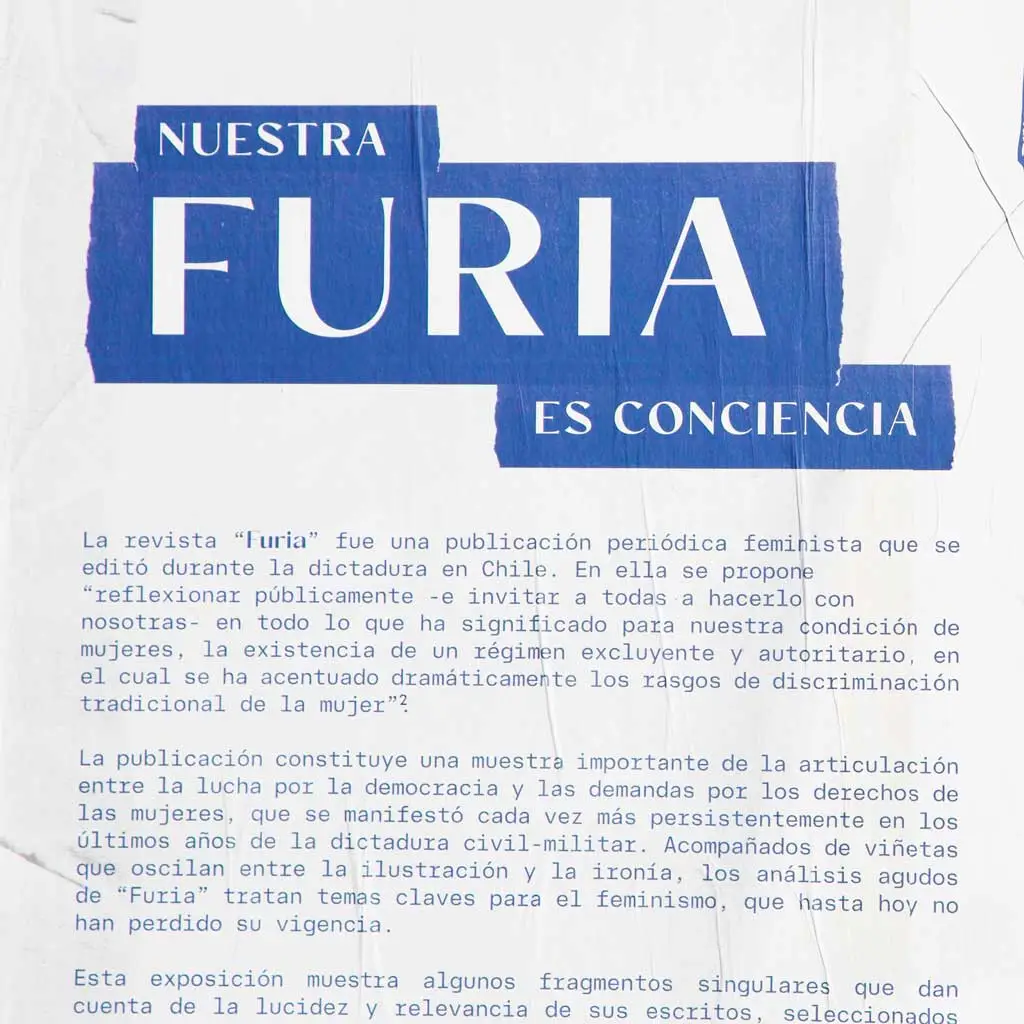 NUESTRA
FURIA
ES CONCIENCIA
La revista “Furia” fue una publicación periódica feminista que se
editó durante la dictadura en Chile. En ella se propone
“reflexionar públicamente -e invitar a todas a hacerlo con
nosotras- en todo lo que ha significado para nuestra condición de
mujeres, la existencia de un régimen excluyente y autoritario, en
el cual se ha acentuado dramáticamente los rasgos de discriminación
tradicional de la mujer”².
La publicación constituye una muestra importante de la articulación
entre la lucha por la democracia y las demandas por los derechos de
las mujeres, que se manifestó cada vez más persistentemente en los
últimos años de la dictadura civil-militar. Acompañados de viñetas
que oscilan entre la ilustración y la ironía, los análisis agudos
de “Furia” tratan temas claves para el feminismo, que hasta hoy no
han perdido su vigencia.
Esta exposición muestra algunos fragmentos singulares que dan
cuenta de la lucidez y relevancia de sus escritos, seleccionados